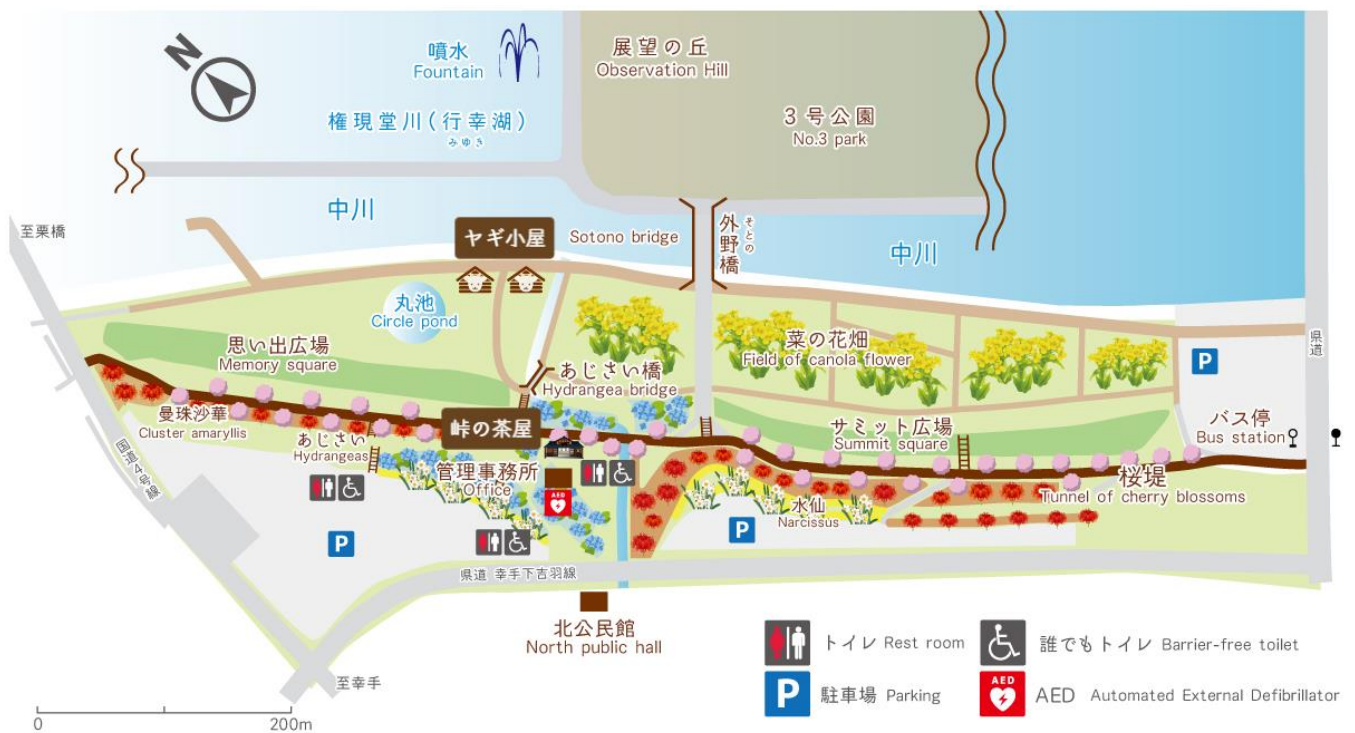 N
噴水
Fountain
展望の丘
Observation Hill
権現堂川(行幸湖)
みゆき
3号公園
No.3 park
中川
至栗橋
ヤギ小屋
Sotono bridge
外野橋
そとの
中川
丸池
Circle pond
思い出広場
Memory square
あじさい橋
Hydrangea bridge
菜の花畑
Field of canola flower
P
県道
曼珠沙華
Cluster amaryllis
あじさい
Hydrangeas
峠の茶屋
サミット広場
Summit square
バス停
Bus station
国道4号線
管理事務所
Office
AED
桜堤
Tunnel of cherry blossoms
水仙
Narcissus
P
P
県道 幸手下吉羽線
北公民館
North public hall
至幸手
トイレ Rest room
誰でもトイレ Barrier-free toilet
P 駐車場 Parking
AED AED Automated External Defibrillator
0 200m